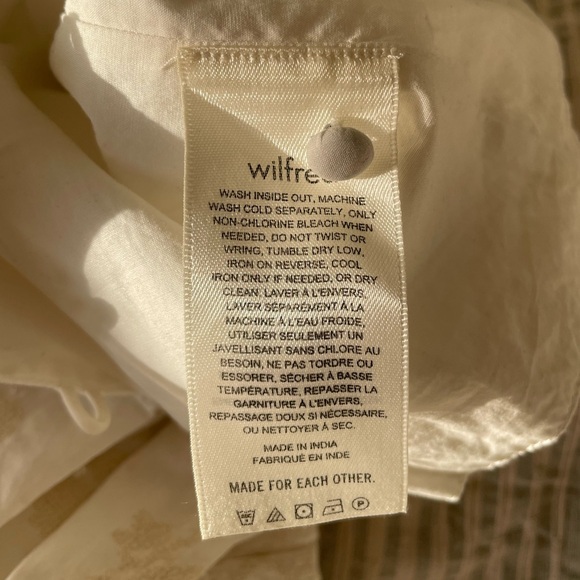 WASH INSIDE OUT, MACHINE
WASH COLD SEPARATELY, ONLY
NON-CHLORINE BLEACH WHEN
NEEDED, DO NOT TWIST OR
WRING, TUMBLE DRY LOW,
IRON ON REVERSE, COOL
IRON ONLY IF NEEDED, OR DRY
CLEAN. LAVER À L'ENVERS,
LAVER SÉPARÉMENT À LA
MACHINE À L'EAU FROIDE,
UTILISER SEULEMENT UN
JAVELLISANT SANS CHLORE AU
BESOIN, NE PAS TORDRE OU
ESSORER, SÉCHER À BASSE
TEMPÉRATURE, REPASSER LA
GARNITURE À L'ENVERS,
REPASSAGE DOUX SI NÉCESSAIRE,
OU NETTOYER À SEC.
MADE IN INDIA
FABRIQUÉ EN INDE
MADE FOR EACH OTHER.